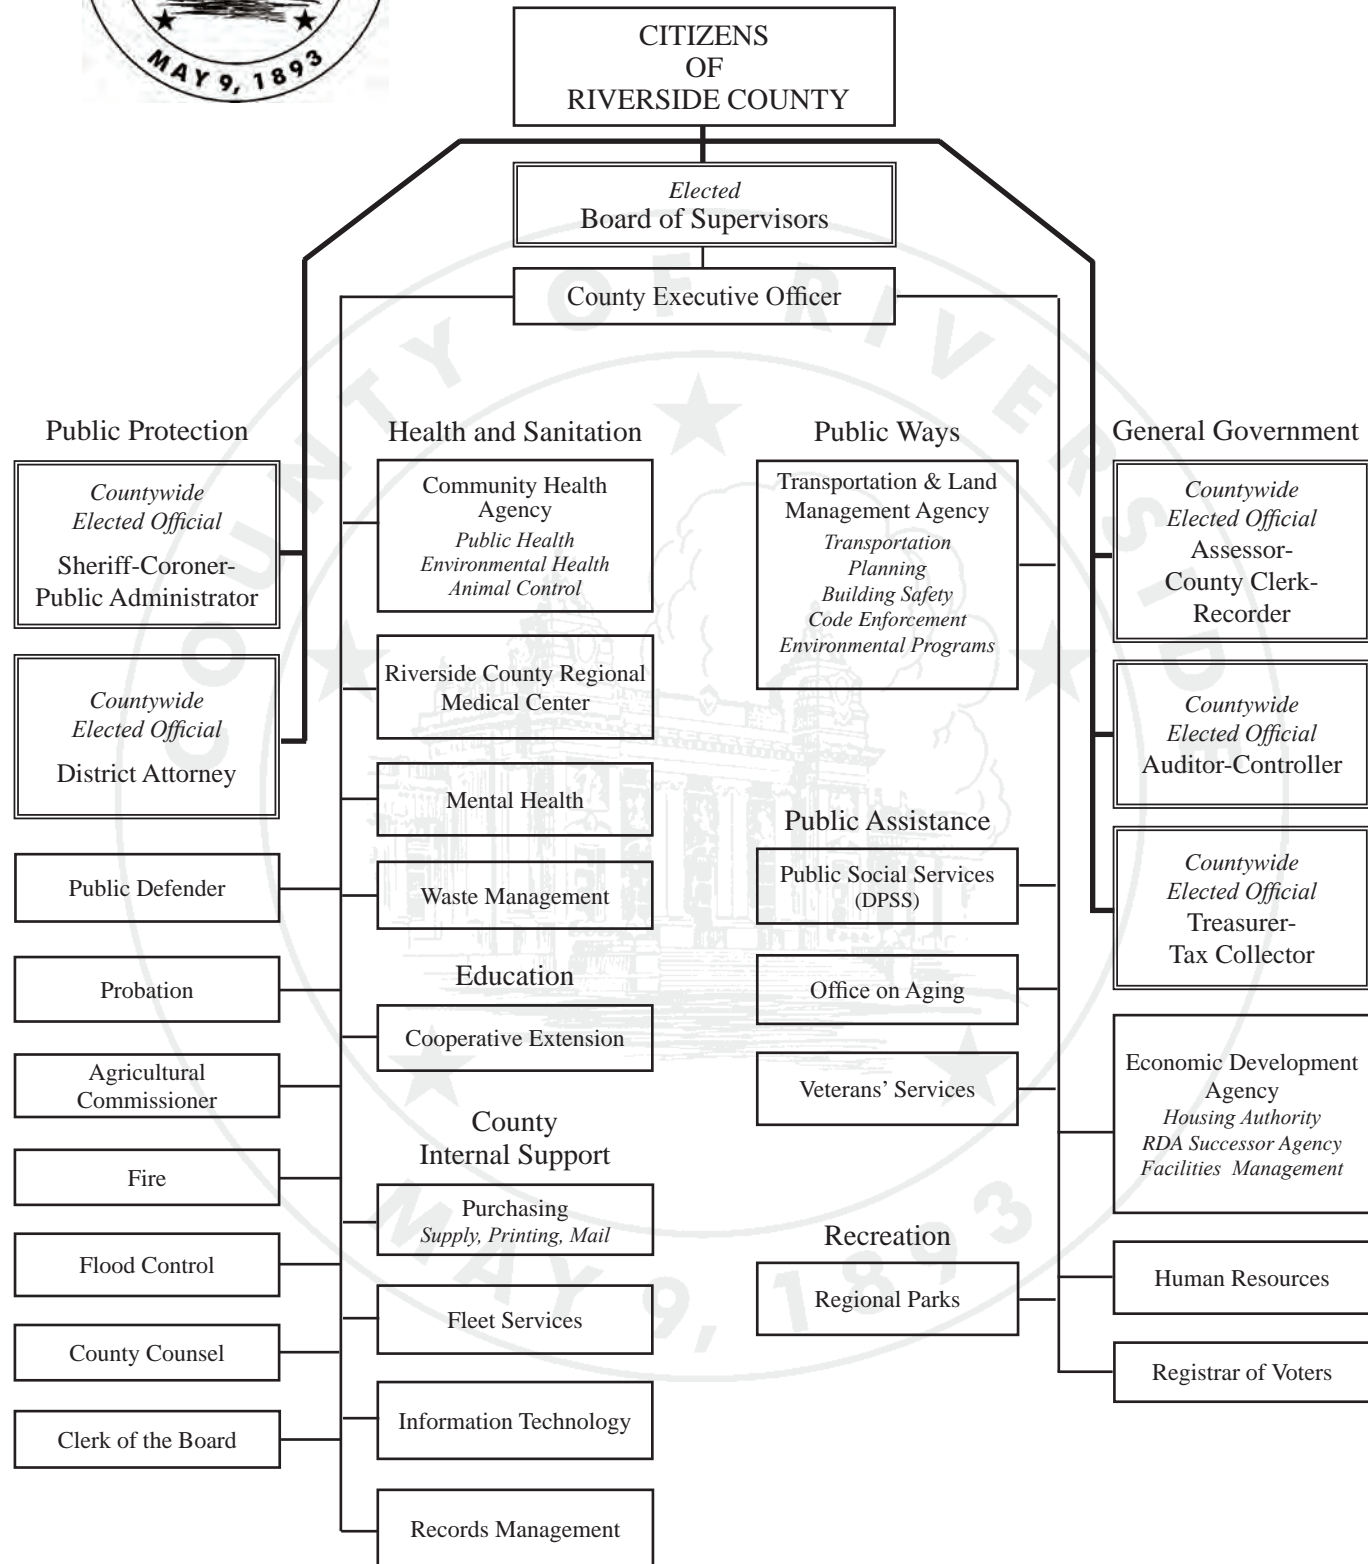 MAY 9, 1893
CITIZENS
OF
RIVERSIDE COUNTY
Elected
Board of Supervisors
County Executive Officer
COUNTY OF RIVERSIDE
MAY 9, 1893
Public Protection
Countywide
Elected Official
Sheriff-Coroner-
Public Administrator
Countywide
Elected Official
District Attorney
Public Defender
Probation
Agricultural
Commissioner
Fire
Flood Control
County Counsel
Clerk of the Board
Health and Sanitation
Community Health
Agency
Public Health
Environmental Health
Animal Control
Riverside County Regional
Medical Center
Mental Health
Waste Management
Education
Cooperative Extension
County
Internal Support
Purchasing
Supply, Printing, Mail
Fleet Services
Information Technology
Records Management
Public Ways
Transportation & Land
Management Agency
Transportation
Planning
Building Safety
Code Enforcement
Environmental Programs
Public Assistance
Public Social Services
(DPSS)
Office on Aging
Veterans’ Services
Recreation
Regional Parks
General Government
Countywide
Elected Official
Assessor-
County Clerk-
Recorder
Countywide
Elected Official
Auditor-Controller
Countywide
Elected Official
Treasurer-
Tax Collector
Economic Development
Agency
Housing Authority
RDA Successor Agency
Facilities Management
Human Resources
Registrar of Voters